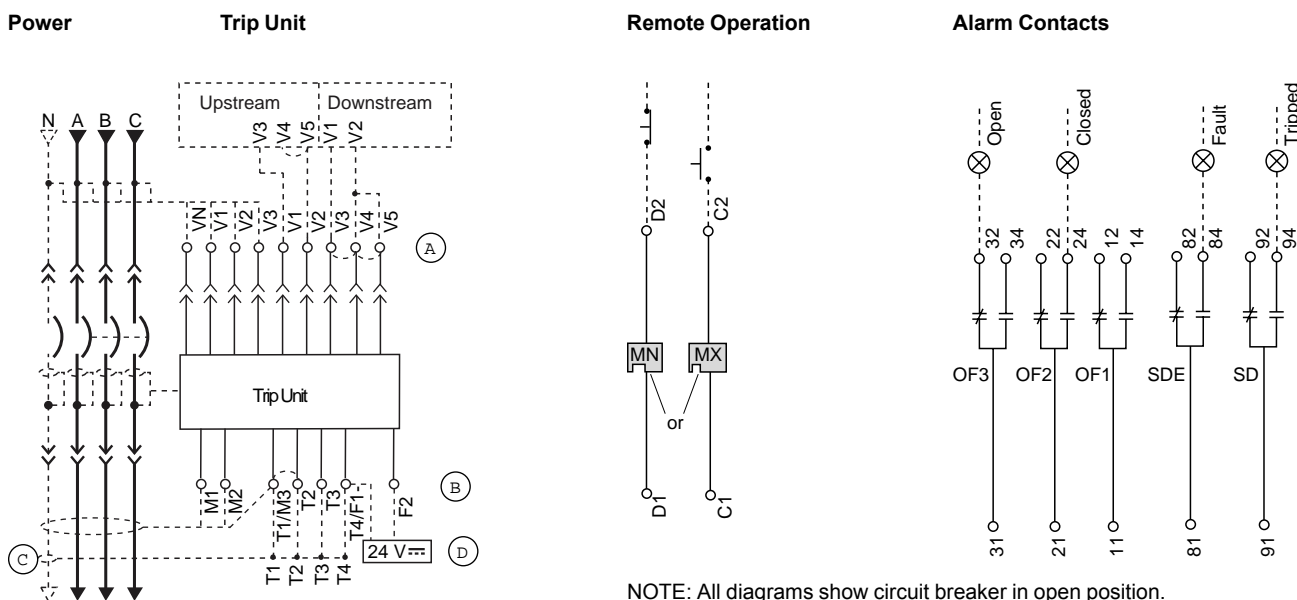 Power
Trip Unit
Remote Operation
Alarm Contacts
N A B C
Upstream
Downstream
V3 V4 V5 V1 V2
VN V1 V2 V3 V1 V2 V3 V4 V5
A
Trip Unit
M1 M2 T1/M3 T2 T3 T4/F1 F2
B
C
24 V
D
T1 T2 T3 T4
D2 C2
MN
MX
or
D1 C1
Open
Closed
Fault
Tripped
32 34 22 24 12 14 82 84 92 94
OF3 OF2 OF1 SDE SD
31 21 11 81 91
NOTE: All diagrams show circuit breaker in open position.